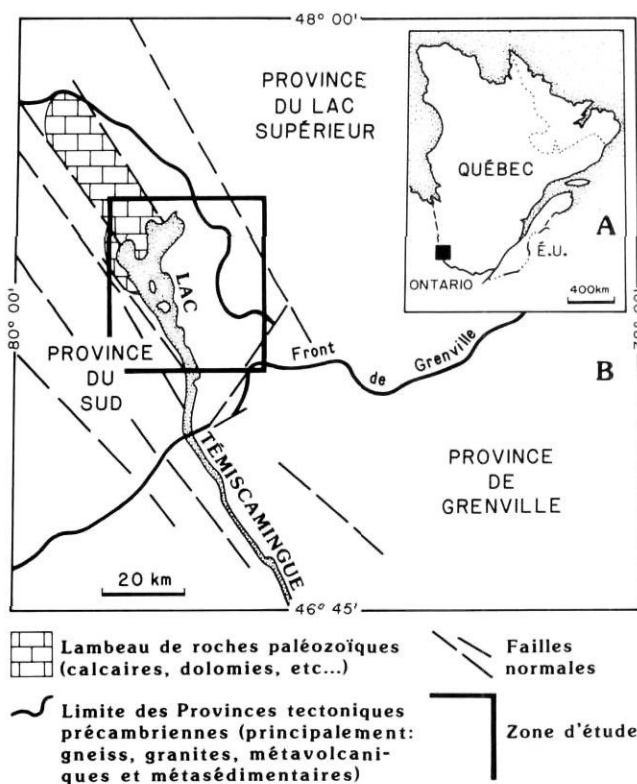 48° 00'
PROVINCE
DU LAC
SUPÉRIEUR
QUÉBEC
A
É.U.
ONTARIO
400km
80° 00'
LAC
PROVINCE
DU
SUD
Front de Grenville
B
TÉMISCAMINGUE
PROVINCE
DE
GRENVILLE
20 km
46° 45'
Lambeau de roches paléozoïques
(calcaires, dolomies, etc...)
Failles
normales
Limite des Provinces tectoniques
précambriennes (principalement:
gneiss, granites, métavolcani-
ques et métasédimentaires)
Zone d'étude